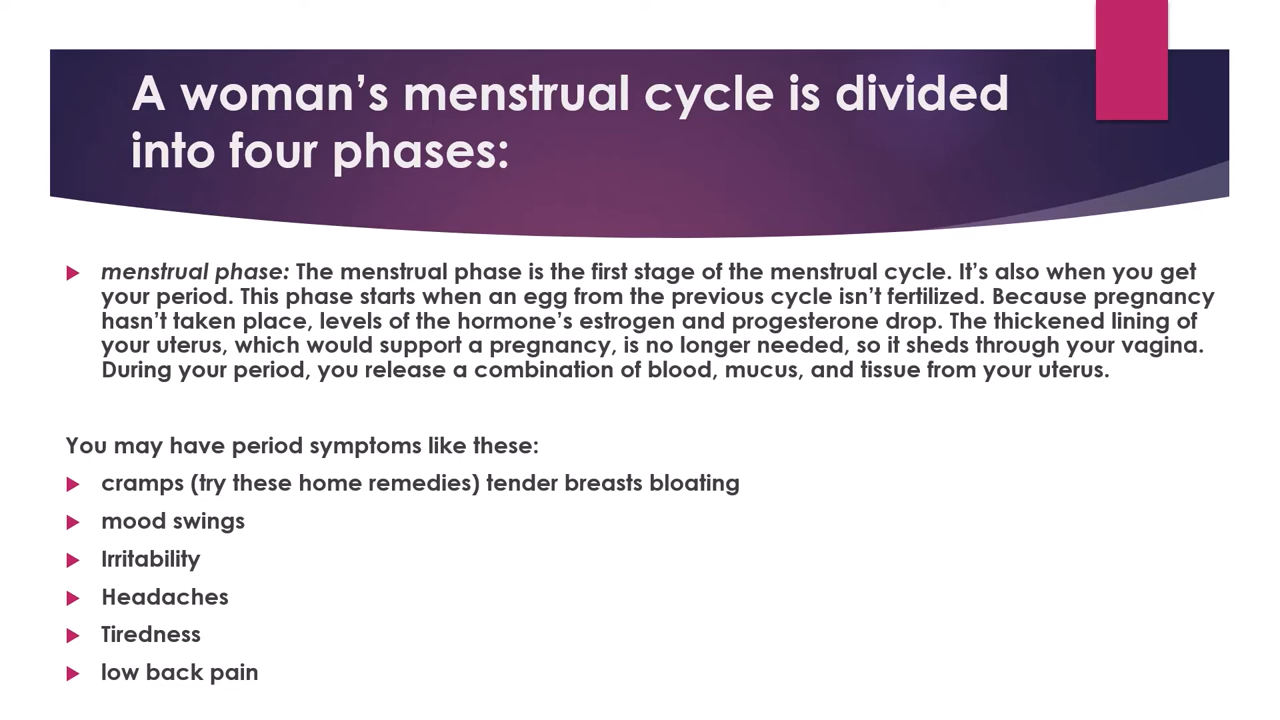 A woman’s menstrual cycle is divided
into four phases:
menstrual phase: The menstrual phase is the first stage of the menstrual cycle. It’s also when you get
your period. This phase starts when an egg from the previous cycle isn’t fertilized. Because pregnancy
hasn’t taken place, levels of the hormone’s estrogen and progesterone drop. The thickened lining of
your uterus, which would support a pregnancy, is no longer needed, so it sheds through your vagina.
During your period, you release a combination of blood, mucus, and tissue from your uterus.
You may have period symptoms like these:
cramps (try these home remedies) tender breasts bloating
mood swings
Irritability
Headaches
Tiredness
low back pain